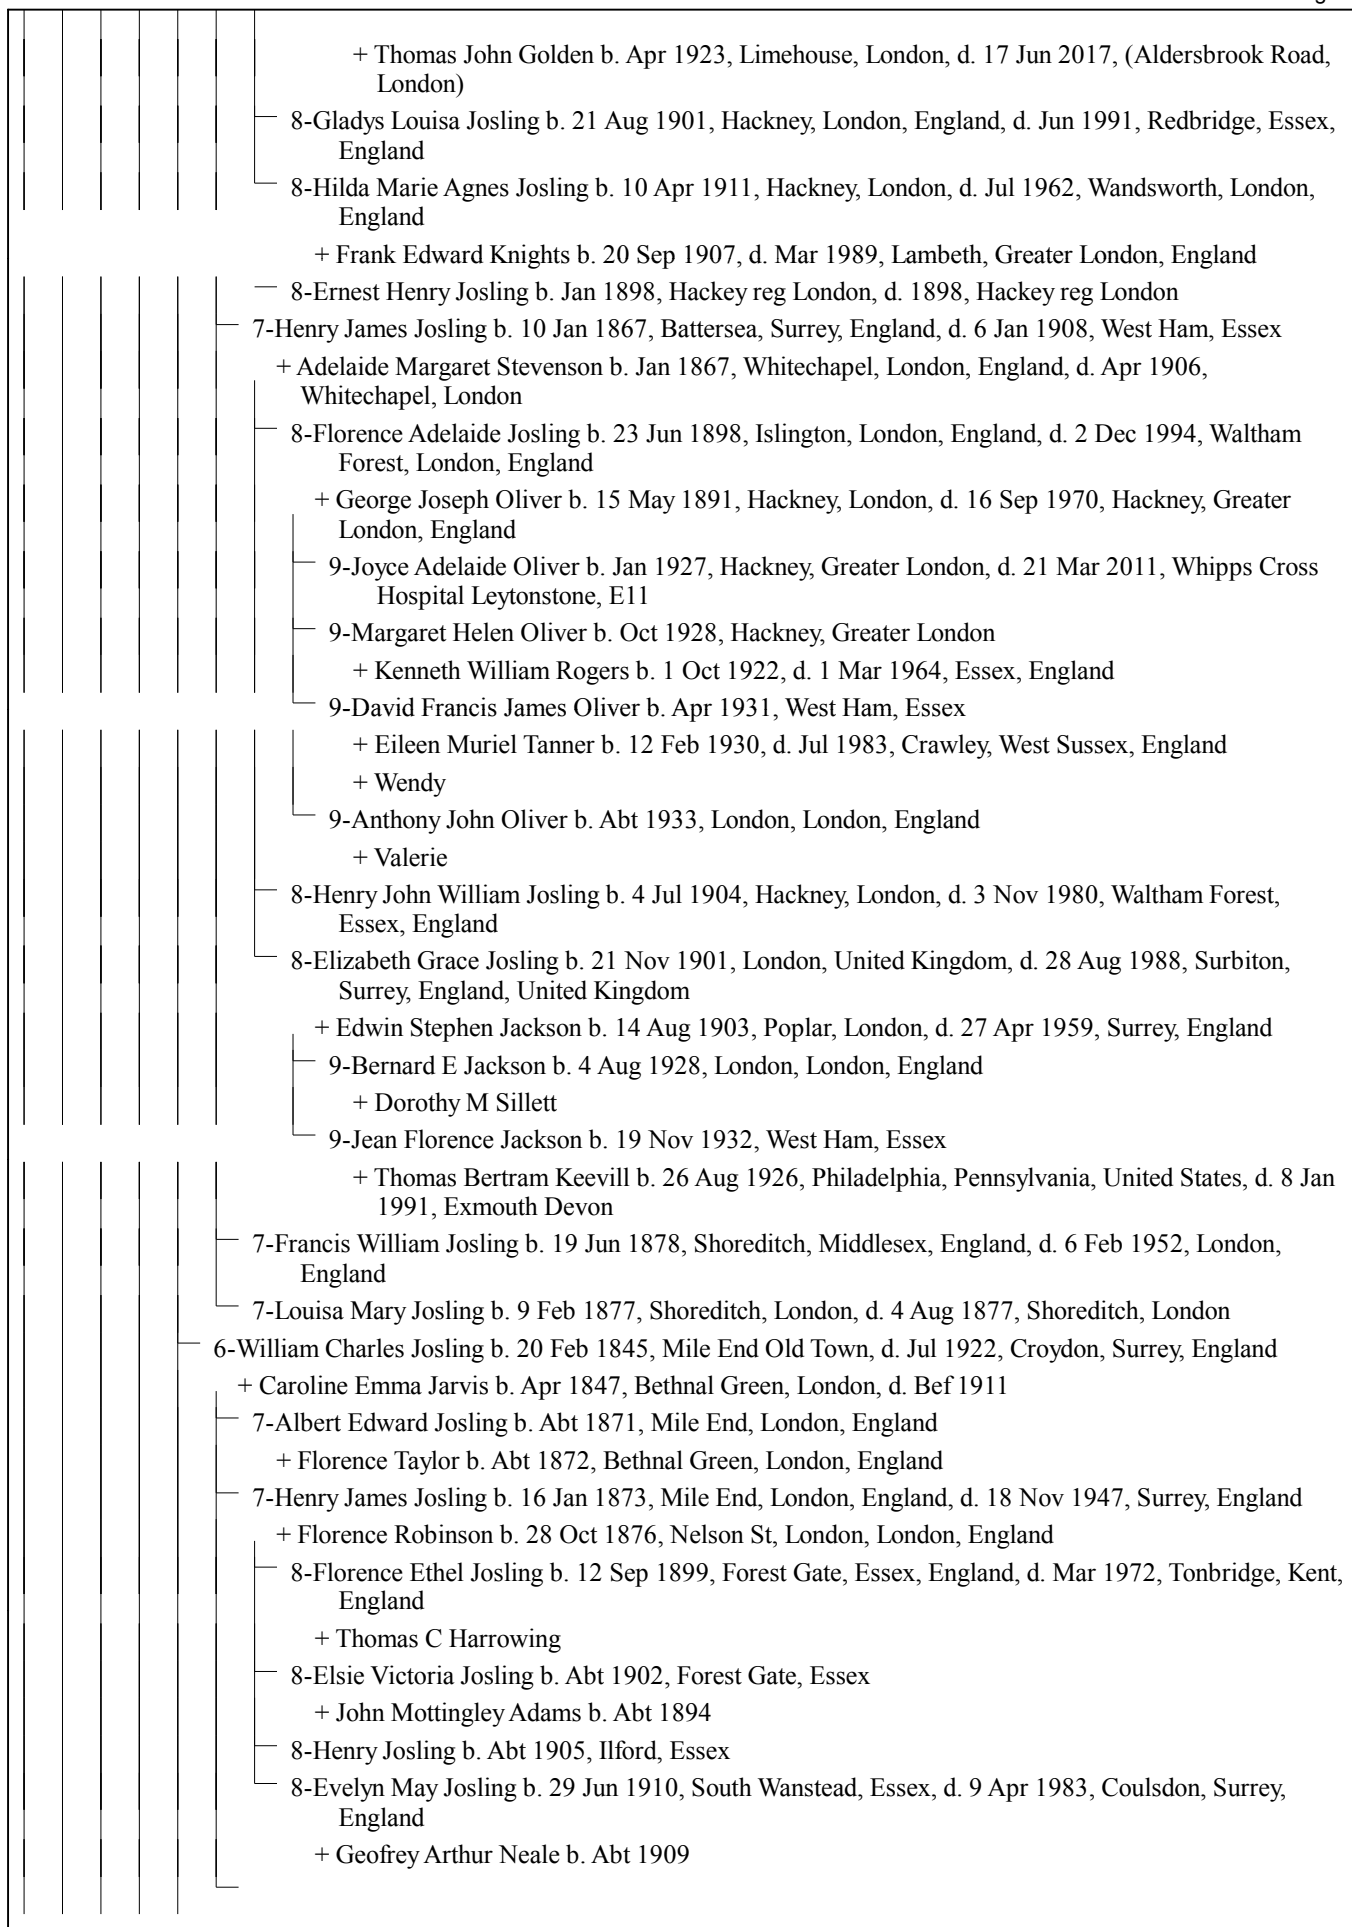 + Thomas John Golden b. Apr 1923, Limehouse, London, d. 17 Jun 2017, (Aldersbrook Road,
London)
8-Gladys Louisa Josling b. 21 Aug 1901, Hackney, London, England, d. Jun 1991, Redbridge, Essex,
England
8-Hilda Marie Agnes Josling b. 10 Apr 1911, Hackney, London, d. Jul 1962, Wandsworth, London,
England
+ Frank Edward Knights b. 20 Sep 1907, d. Mar 1989, Lambeth, Greater London, England
8-Ernest Henry Josling b. Jan 1898, Hackey reg London, d. 1898, Hackey reg London
7-Henry James Josling b. 10 Jan 1867, Battersea, Surrey, England, d. 6 Jan 1908, West Ham, Essex
+ Adelaide Margaret Stevenson b. Jan 1867, Whitechapel, London, England, d. Apr 1906,
Whitechapel, London
8-Florence Adelaide Josling b. 23 Jun 1898, Islington, London, England, d. 2 Dec 1994, Waltham
Forest, London, England
+ George Joseph Oliver b. 15 May 1891, Hackney, London, d. 16 Sep 1970, Hackney, Greater
London, England
9-Joyce Adelaide Oliver b. Jan 1927, Hackney, Greater London, d. 21 Mar 2011, Whipps Cross
Hospital Leytonstone, E11
9-Margaret Helen Oliver b. Oct 1928, Hackney, Greater London
+ Kenneth William Rogers b. 1 Oct 1922, d. 1 Mar 1964, Essex, England
9-David Francis James Oliver b. Apr 1931, West Ham, Essex
+ Eileen Muriel Tanner b. 12 Feb 1930, d. Jul 1983, Crawley, West Sussex, England
+ Wendy
9-Anthony John Oliver b. Abt 1933, London, London, England
+ Valerie
8-Henry John William Josling b. 4 Jul 1904, Hackney, London, d. 3 Nov 1980, Waltham Forest,
Essex, England
8-Elizabeth Grace Josling b. 21 Nov 1901, London, United Kingdom, d. 28 Aug 1988, Surbiton,
Surrey, England, United Kingdom
+ Edwin Stephen Jackson b. 14 Aug 1903, Poplar, London, d. 27 Apr 1959, Surrey, England
9-Bernard E Jackson b. 4 Aug 1928, London, London, England
+ Dorothy M Sillett
9-Jean Florence Jackson b. 19 Nov 1932, West Ham, Essex
+ Thomas Bertram Keevill b. 26 Aug 1926, Philadelphia, Pennsylvania, United States, d. 8 Jan
1991, Exmouth Devon
7-Francis William Josling b. 19 Jun 1878, Shoreditch, Middlesex, England, d. 6 Feb 1952, London,
England
7-Louisa Mary Josling b. 9 Feb 1877, Shoreditch, London, d. 4 Aug 1877, Shoreditch, London
6-William Charles Josling b. 20 Feb 1845, Mile End Old Town, d. Jul 1922, Croydon, Surrey, England
+ Caroline Emma Jarvis b. Apr 1847, Bethnal Green, London, d. Bef 1911
7-Albert Edward Josling b. Abt 1871, Mile End, London, England
+ Florence Taylor b. Abt 1872, Bethnal Green, London, England
7-Henry James Josling b. 16 Jan 1873, Mile End, London, England, d. 18 Nov 1947, Surrey, England
+ Florence Robinson b. 28 Oct 1876, Nelson St, London, London, England
8-Florence Ethel Josling b. 12 Sep 1899, Forest Gate, Essex, England, d. Mar 1972, Tonbridge, Kent,
England
+ Thomas C Harrowing
8-Elsie Victoria Josling b. Abt 1902, Forest Gate, Essex
+ John Mottingley Adams b. Abt 1894
8-Henry Josling b. Abt 1905, Ilford, Essex
8-Evelyn May Josling b. 29 Jun 1910, South Wanstead, Essex, d. 9 Apr 1983, Coulsdon, Surrey,
England
+ Geofrey Arthur Neale b. Abt 1909